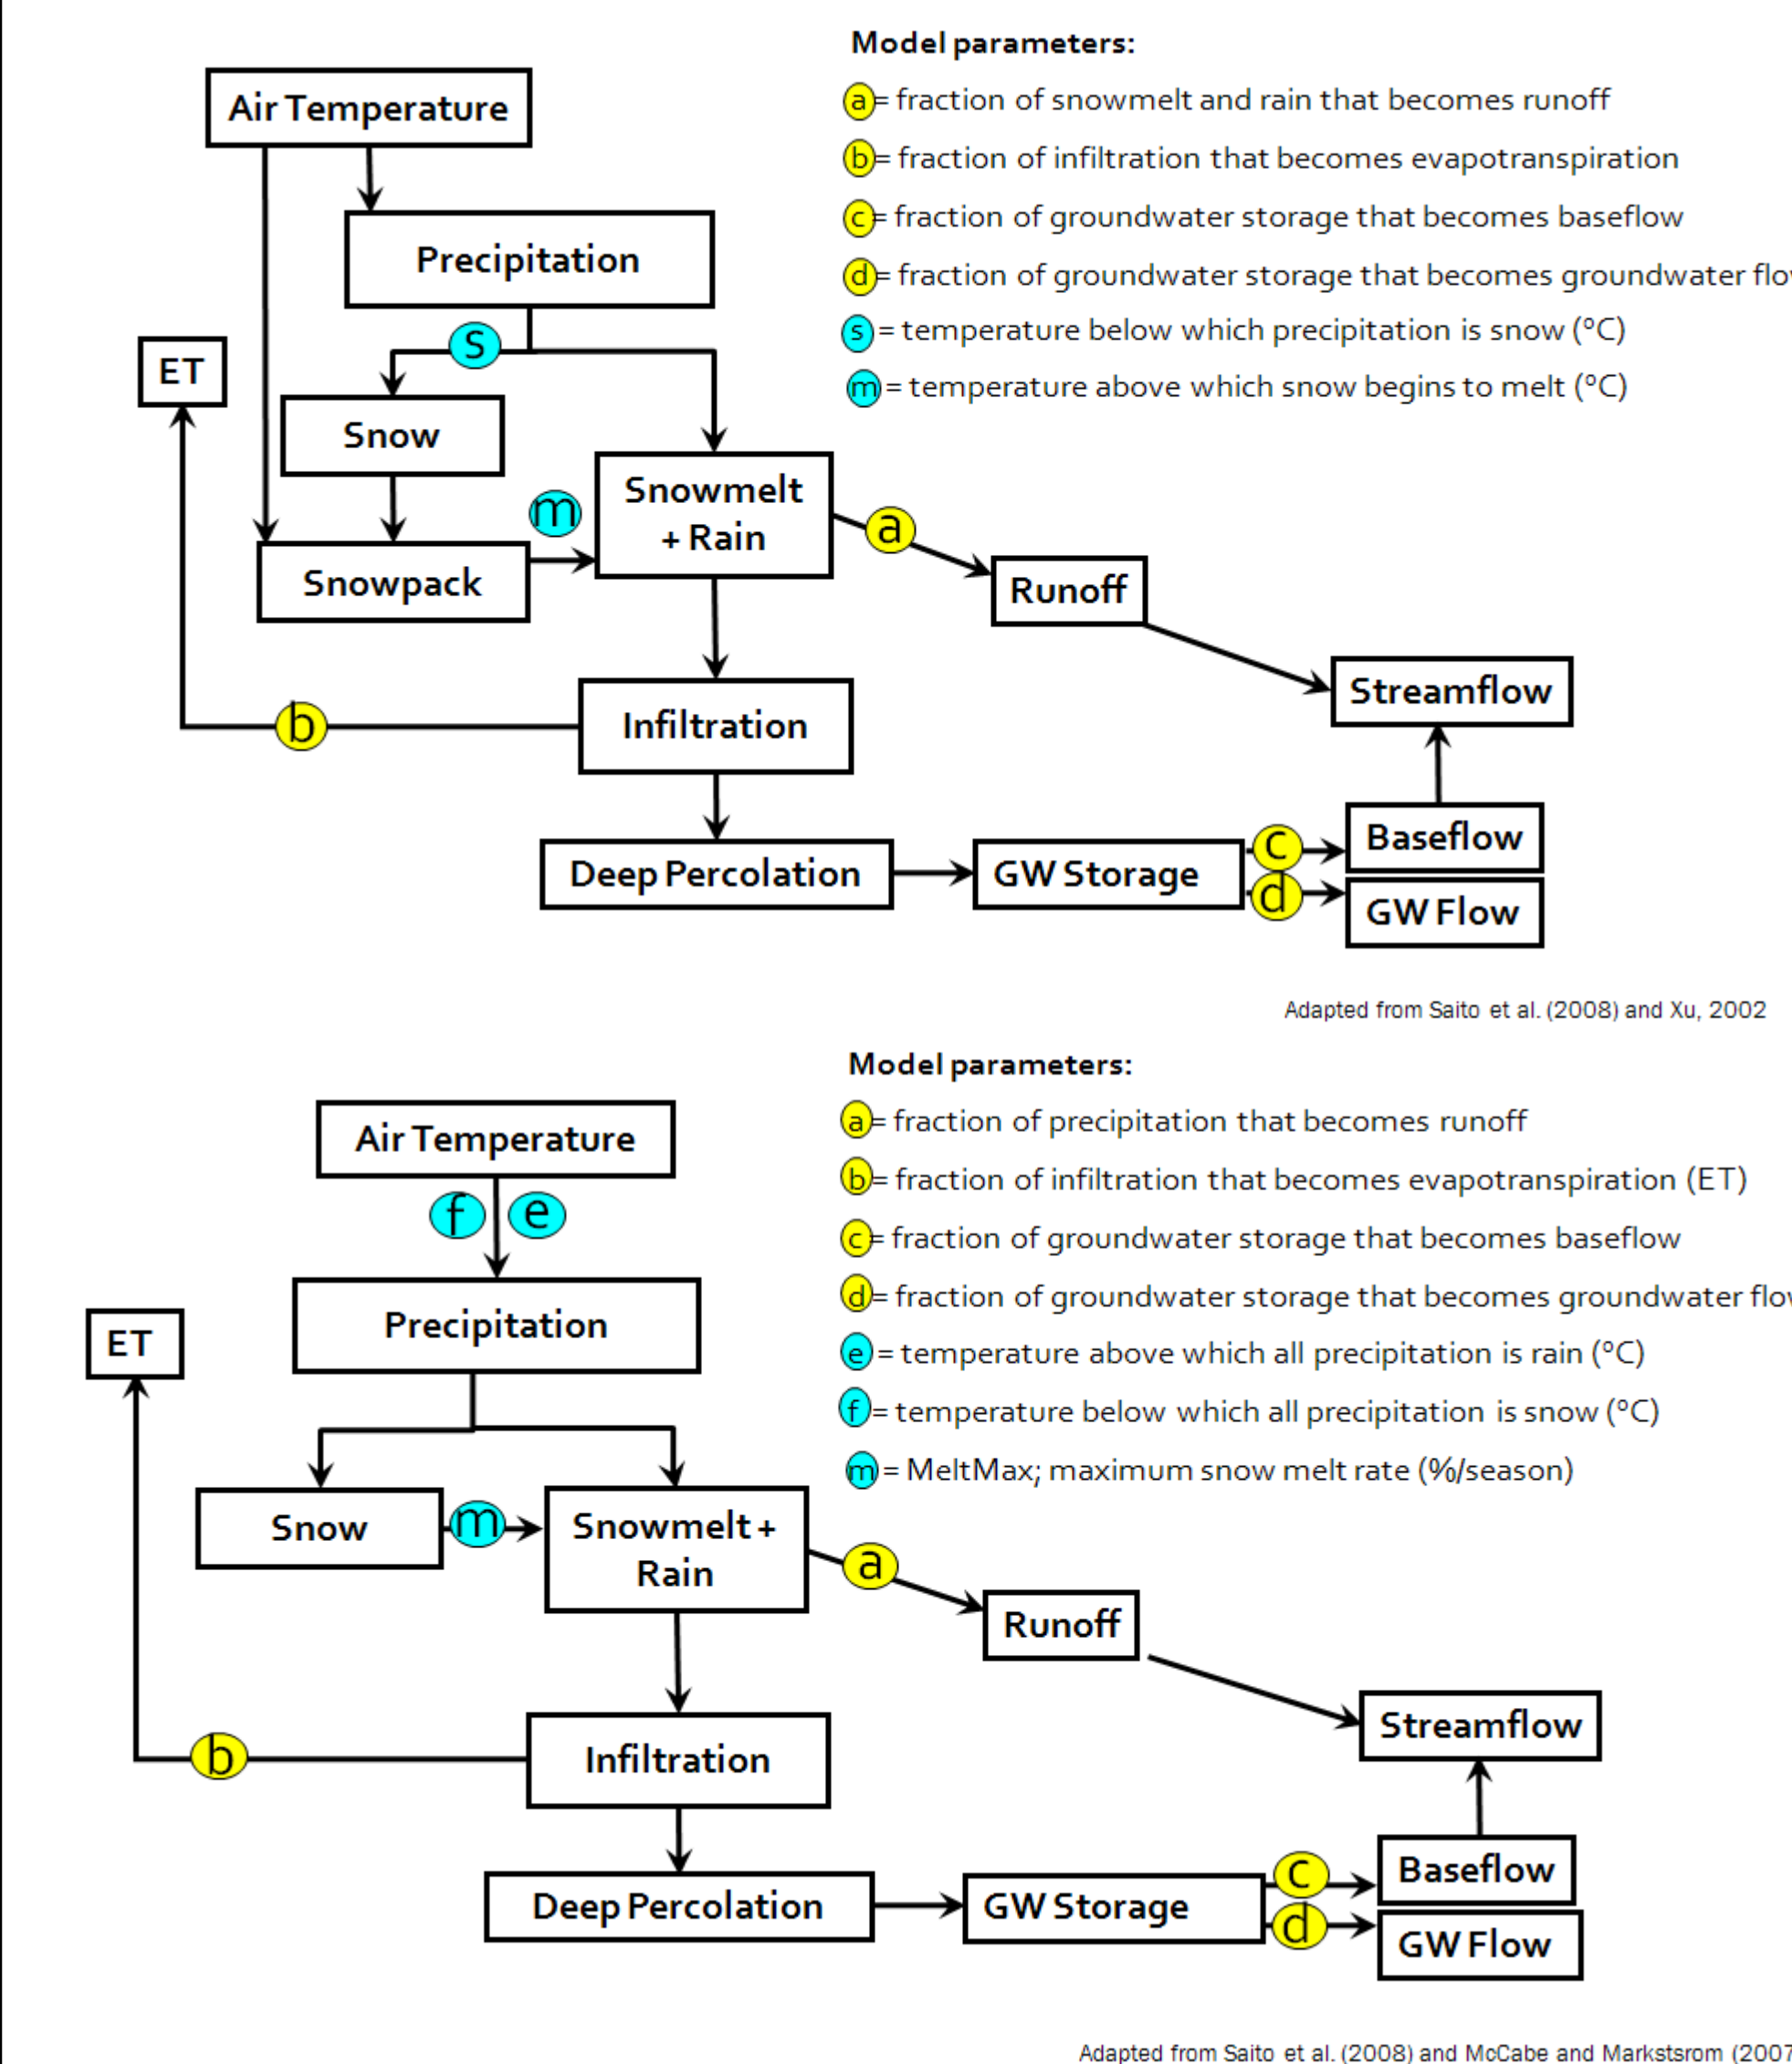 Model parameters:
Air Temperature
a = fraction of snowmelt and rain that becomes runoff
b = fraction of infiltration that becomes evapotranspiration
c = fraction of groundwater storage that becomes baseflow
d = fraction of groundwater storage that becomes groundwater flo
Precipitation
s = temperature below which precipitation is snow (ºC)
s
ET
m = temperature above which snow begins to melt (ºC)
Snow
Snowmelt
+ Rain
m
a
Snowpack
Runoff
Streamflow
Infiltration
b
Baseflow
c
Deep Percolation
GW Storage
d
GW Flow
Adapted from Saito et al. (2008) and Xu, 2002
Model parameters:
Air Temperature
a = fraction of precipitation that becomes runoff
b = fraction of infiltration that becomes evapotranspiration (ET)
f
e
c = fraction of groundwater storage that becomes baseflow
d = fraction of groundwater storage that becomes groundwater flow
Precipitation
ET
e = temperature above which all precipitation is rain (ºC)
f = temperature below which all precipitation is snow (ºC)
m = MeltMax; maximum snow melt rate (%/season)
Snow
m
Snowmelt +
Rain
a
Runoff
Streamflow
b
Infiltration
Baseflow
c
Deep Percolation
GW Storage
d
GW Flow
Adapted from Saito et al. (2008) and McCabe and Markstsrom (2007